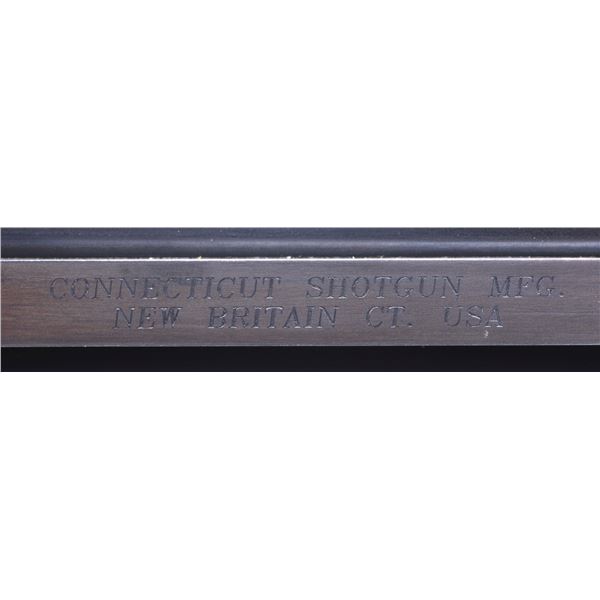 CONNECTICUT SHOTGUN MFG.
NEW BRITAIN CT. USA